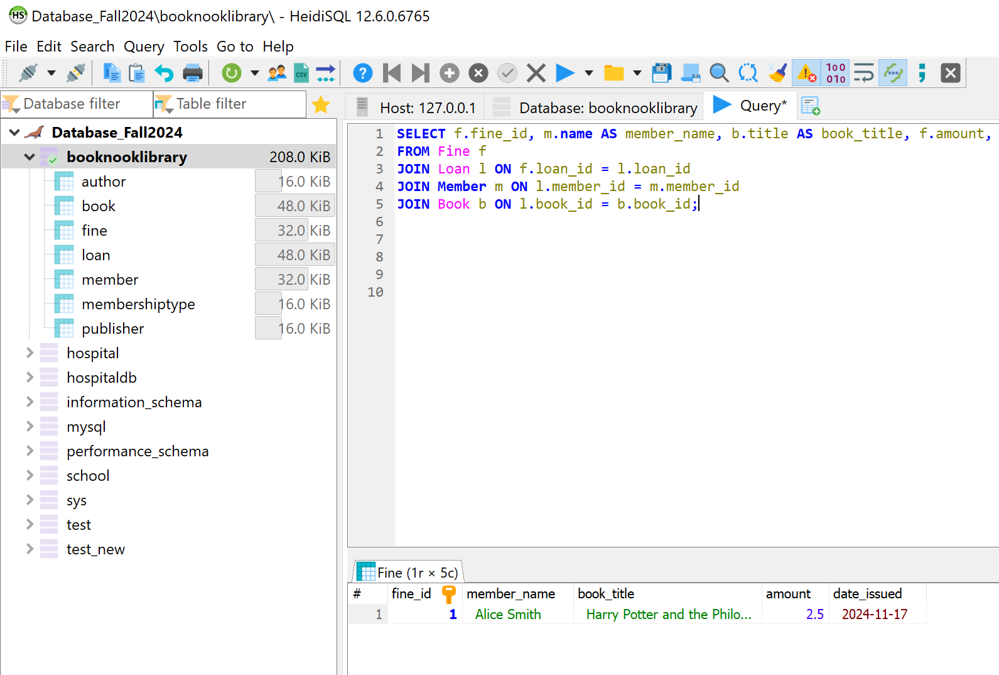 HS Database_Fall2024\booknooklibrary\ - HeidiSQL 12.6.0.6765
File Edit Search Query Tools Go to Help
CSV ? 100 010 ;
Database filter Table filter Host: 127.0.0.1 Database: booknooklibrary Query*
Database_Fall2024
booknooklibrary 208.0 KiB
author 16.0 KiB
book 48.0 KiB
fine 32.0 KiB
loan 48.0 KiB
member 32.0 KiB
membershiptype 16.0 KiB
publisher 16.0 KiB
hospital
hospitaldb
information_schema
mysql
performance_schema
school
sys
test
test_new
1 SELECT f.fine_id, m.name AS member_name, b.title AS book_title, f.amount,
2 FROM Fine f
3 JOIN Loan l ON f.loan_id = l.loan_id
4 JOIN Member m ON l.member_id = m.member_id
5 JOIN Book b ON l.book_id = b.book_id;
6
7
8
9
10
Fine (1r × 5c)
# fine_id member_name book_title amount date_issued
1 1 Alice Smith Harry Potter and the Philo... 2.5 2024-11-17